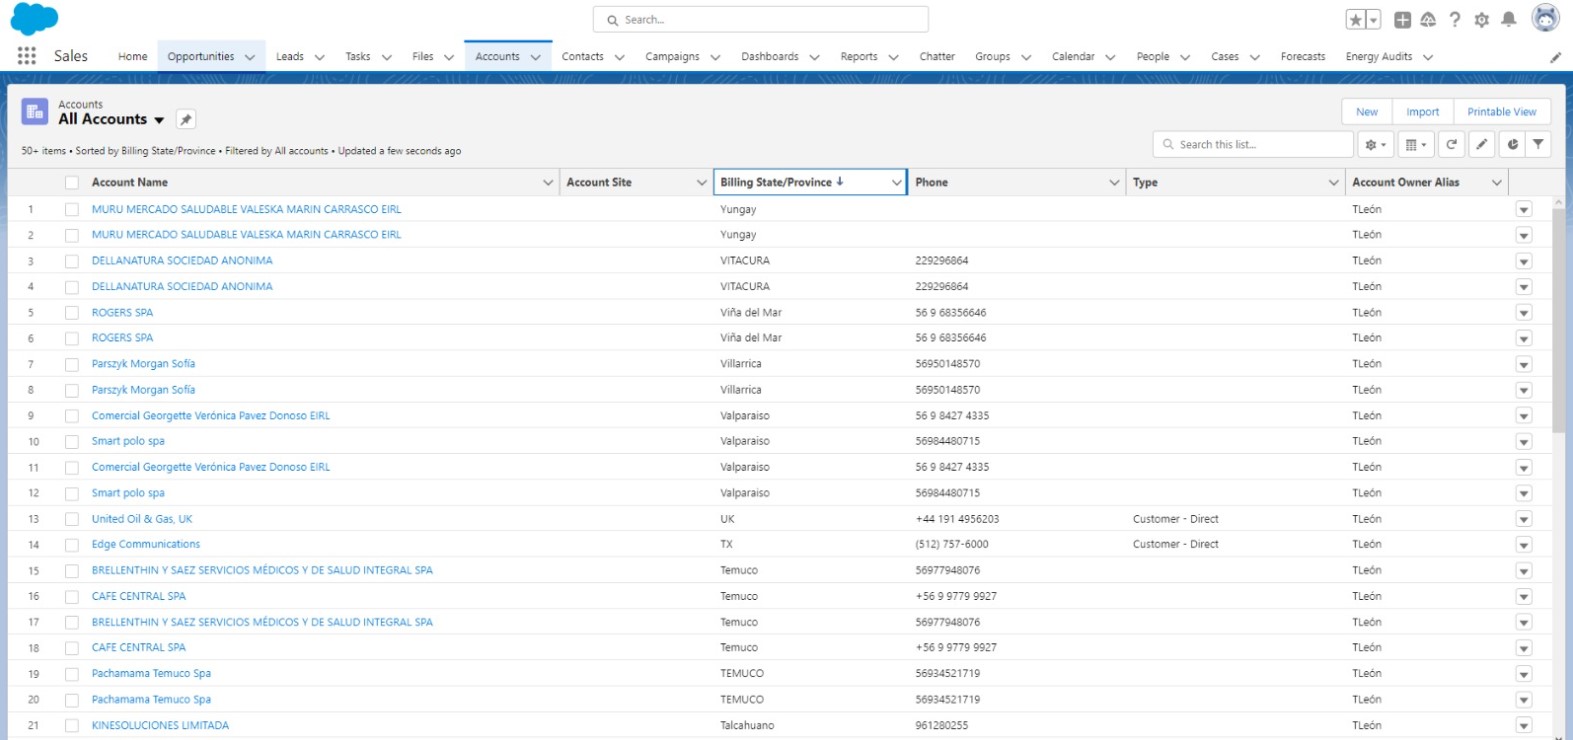 Search...
Sales Home Opportunities Leads Tasks Files Accounts Contacts Campaigns Dashboards Reports Chatter Groups Calendar People Cases Forecasts Energy Audits
Accounts
All Accounts
New Import Printable View
50+ items • Sorted by Billing State/Province • Filtered by All accounts • Updated a few seconds ago
Search this list...
Account Name Account Site Billing State/Province ↓ Phone Type Account Owner Alias
1 MURU MERCADO SALUDABLE VALESKA MARIN CARRASCO EIRL Yungay TLeón
2 MURU MERCADO SALUDABLE VALESKA MARIN CARRASCO EIRL Yungay TLeón
3 DELLANATURA SOCIEDAD ANONIMA VITACURA 229296864 TLeón
4 DELLANATURA SOCIEDAD ANONIMA VITACURA 229296864 TLeón
5 ROGERS SPA Viña del Mar 56 9 68356646 TLeón
6 ROGERS SPA Viña del Mar 56 9 68356646 TLeón
7 Parszyk Morgan Sofía Villarrica 56950148570 TLeón
8 Parszyk Morgan Sofía Villarrica 56950148570 TLeón
9 Comercial Georgette Verónica Pavez Donoso EIRL Valparaiso 56 9 8427 4335 TLeón
10 Smart polo spa Valparaiso 56984480715 TLeón
11 Comercial Georgette Verónica Pavez Donoso EIRL Valparaiso 56 9 8427 4335 TLeón
12 Smart polo spa Valparaiso 56984480715 TLeón
13 United Oil & Gas, UK UK +44 191 4956203 Customer - Direct TLeón
14 Edge Communications TX (512) 757-6000 Customer - Direct TLeón
15 BRELLENTHIN Y SAEZ SERVICIOS MÉDICOS Y DE SALUD INTEGRAL SPA Temuco 56977948076 TLeón
16 CAFE CENTRAL SPA Temuco +56 9 9779 9927 TLeón
17 BRELLENTHIN Y SAEZ SERVICIOS MÉDICOS Y DE SALUD INTEGRAL SPA Temuco 56977948076 TLeón
18 CAFE CENTRAL SPA Temuco +56 9 9779 9927 TLeón
19 Pachamama Temuco Spa TEMUCO 56934521719 TLeón
20 Pachamama Temuco Spa TEMUCO 56934521719 TLeón
21 KINESOLUCIONES LIMITADA Talcahuano 961280255 TLeón